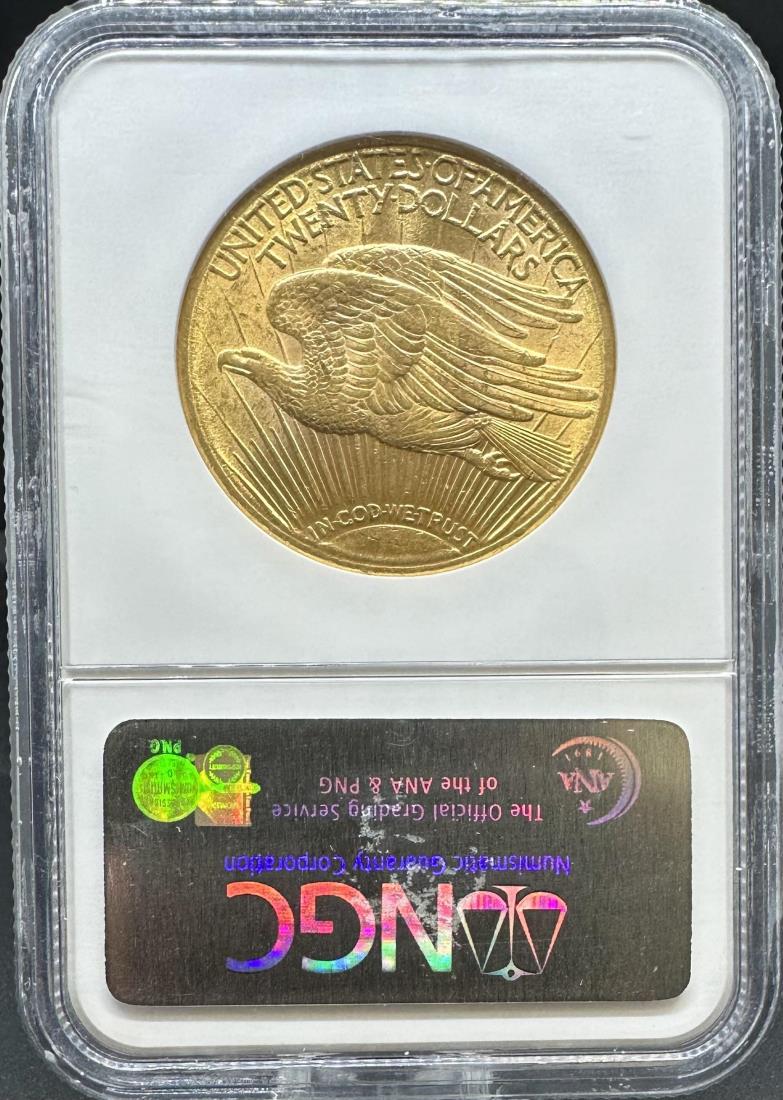 UNITED·STATES·OF·AMERICA
TWENTY·DOLLARS
IN·GOD·WE·TRUST
NGC
Numismatic Guaranty Corporation
The Official Grading Service
of the ANA & PNG
1891
ANA
PNG